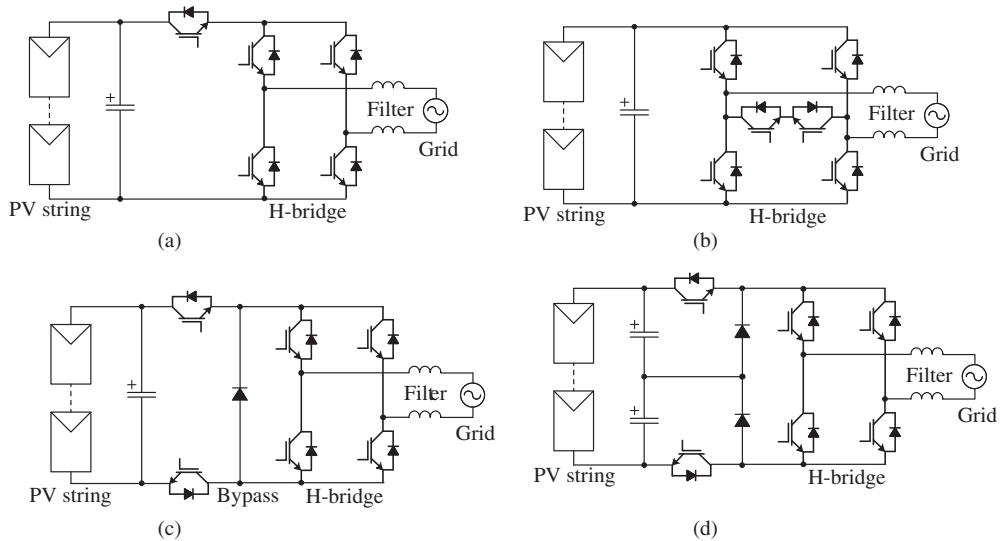 +
Filter
Grid
PV string
H-bridge
(a)
+
Filter
Grid
PV string
H-bridge
(b)
+
Filter
Grid
PV string
Bypass
H-bridge
(c)
+
+
Filter
Grid
PV string
H-bridge
(d)